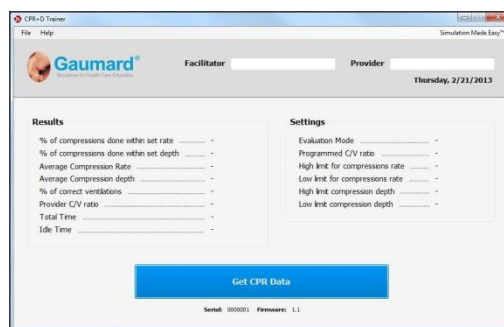 CPR+D Trainer
File Help Simulation Made Easy™
Gaumard®
Simulators for Health Care Education
Facilitator Provider
Thursday, 2/21/2013
Results
% of compressions done within set rate -
% of compressions done within set depth -
Average Compression Rate -
Average Compression depth -
% of correct ventilations -
Provider C/V ratio -
Total Time -
Idle Time -
Settings
Evaluation Mode -
Programmed C/V ratio -
High limit for compressions rate -
Low limit for compressions rate -
High limit compression depth -
Low limit compression depth -
Get CPR Data
Serial: 0000001 Firmware: 1.1